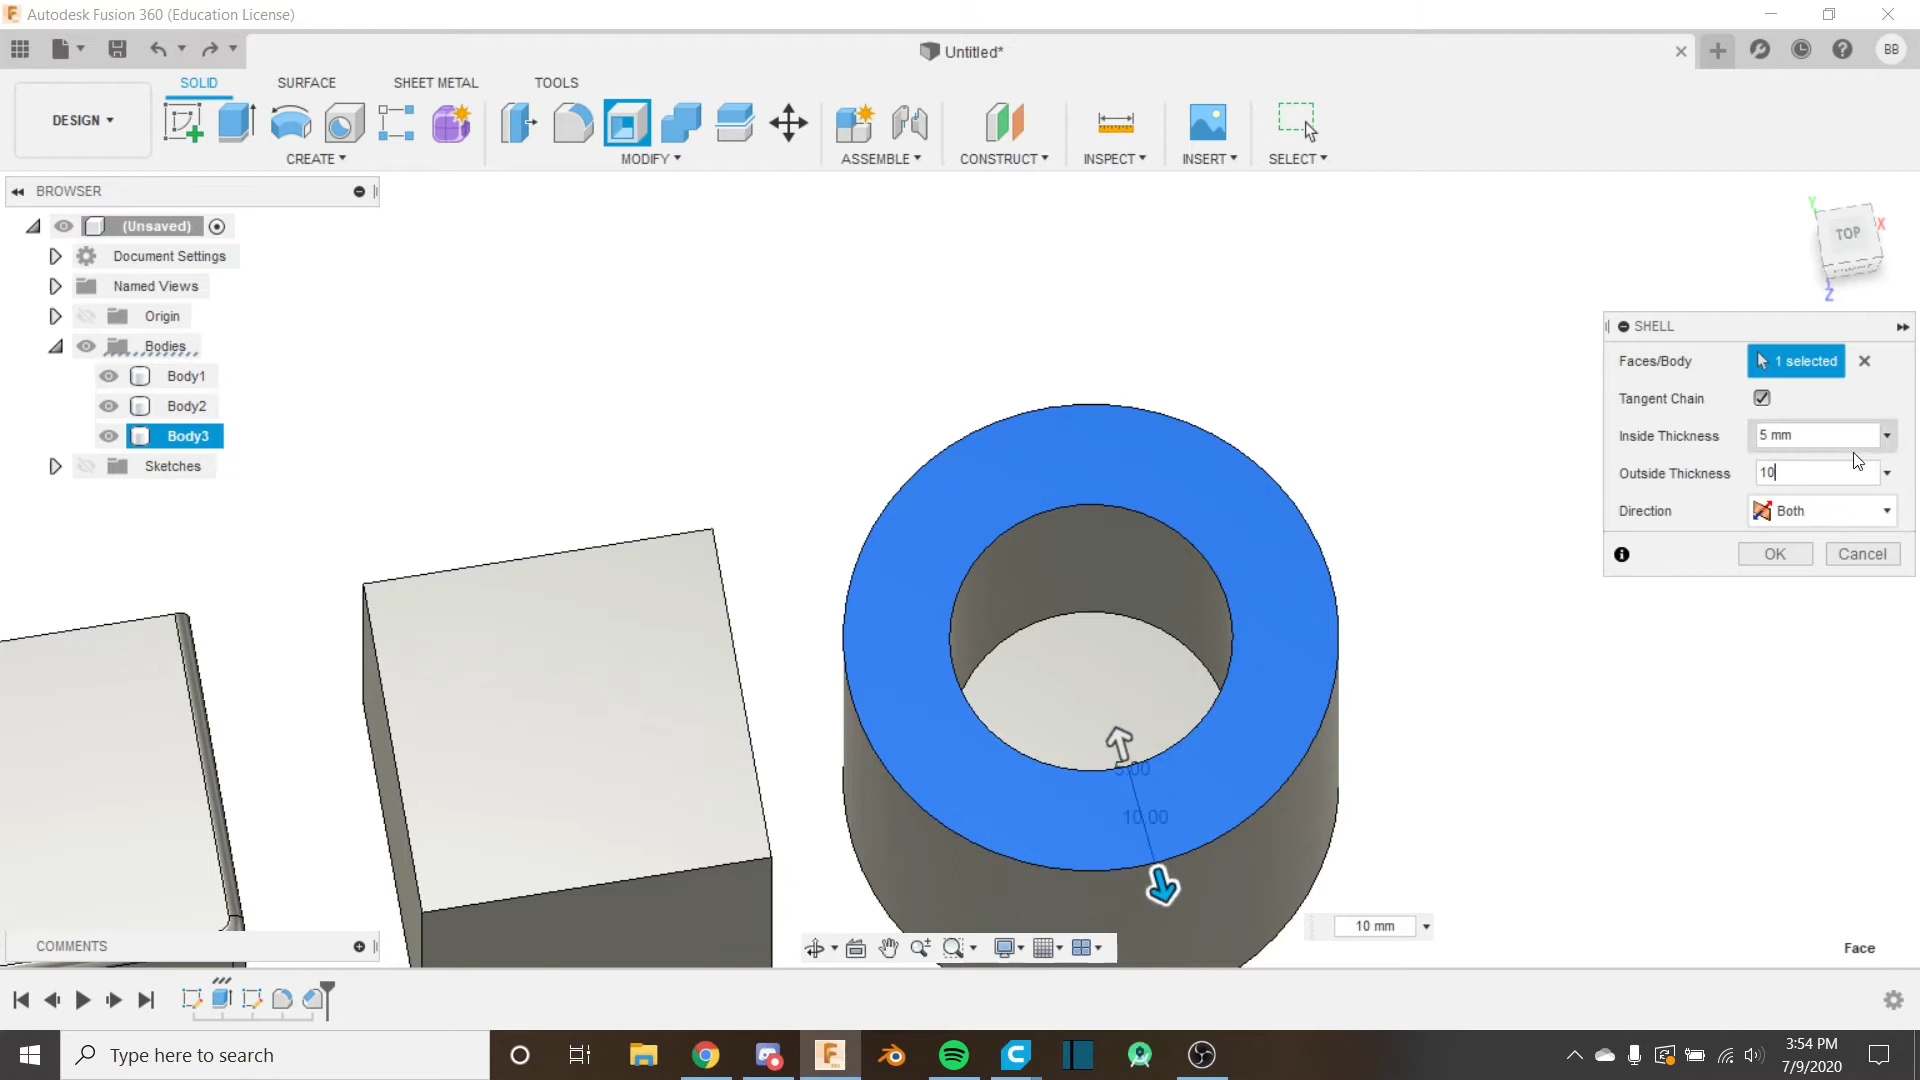 Autodesk Fusion 360 (Education License)
Untitled*
BB
DESIGN
SOLID
SURFACE
SHEET METAL
TOOLS
CREATE
MODIFY
ASSEMBLE
CONSTRUCT
INSPECT
INSERT
SELECT
BROWSER
(Unsaved)
Document Settings
Named Views
Origin
Bodies
Body1
Body2
Body3
Sketches
Y
X
TOP
Z
SHELL
Faces/Body
1 selected
Tangent Chain
Inside Thickness
5 mm
Outside Thickness
10
Direction
Both
OK
Cancel
5.00
10.00
10 mm
COMMENTS
Face
Type here to search
3:54 PM
7/9/2020